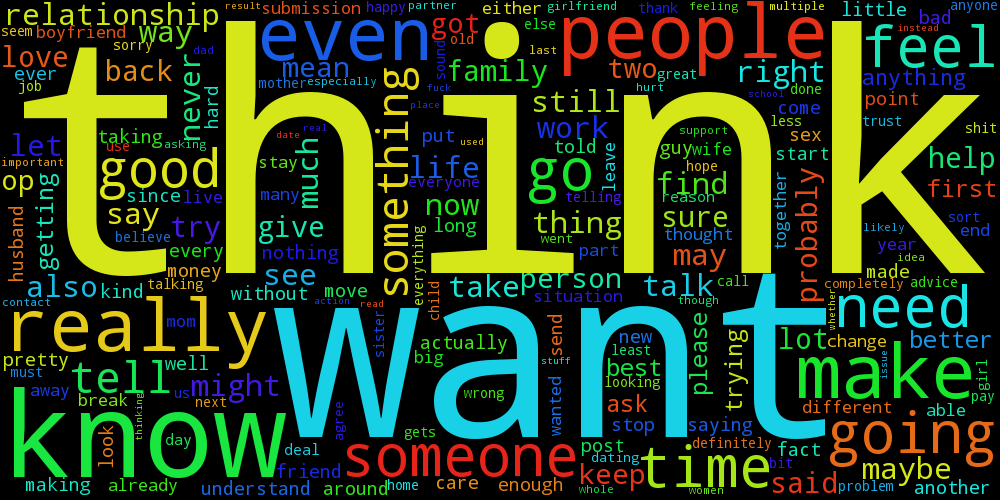 relationship
result
submission
happy
partner
either
girlfriend
thank
feeling
multiple
little
bad
anyone
seem
boyfriend
way
sorry
dad
even
got
old
else
last
people
instead
feel
love
ever
back
job
never
hard
mean
mother
especially
sound
fuck
family
two
great
hurt
right
school
done
anything
point
think
let
taking
use
asking
date
real
something
place
used
still
work
support
less
come
trust
shit
important
op
good
since
live
stay
much
many
life
everyone
told
leave
guy
wife
hope
sex
start
help
first
go
telling
find
reason
husband
getting
say
believe
try
every
give
nothing
now
long
thing
went
part
sure
thought
may
together
probably
likely
sort
end
year
idea
made
also
kind
money
talking
see
without
move
everything
child
take
person
situation
talk
call
though
completely
advice
contact
action
read
really
mom
sister
want
need
whether
pretty
must
away
tell
well
us
might
actually
big
send
stuff
new
least
best
looking
please
trying
lot
change
better
issue
make
girl
pay
know
break
next
thinking
look
day
agree
wrong
wanted
ask
stop
saying
different
able
going
deal
gets
someone
post
dating
time
definitely
fact
bit
maybe
making
already
understand
friend
around
home
care
enough
keep
whole
women
said
problem
another